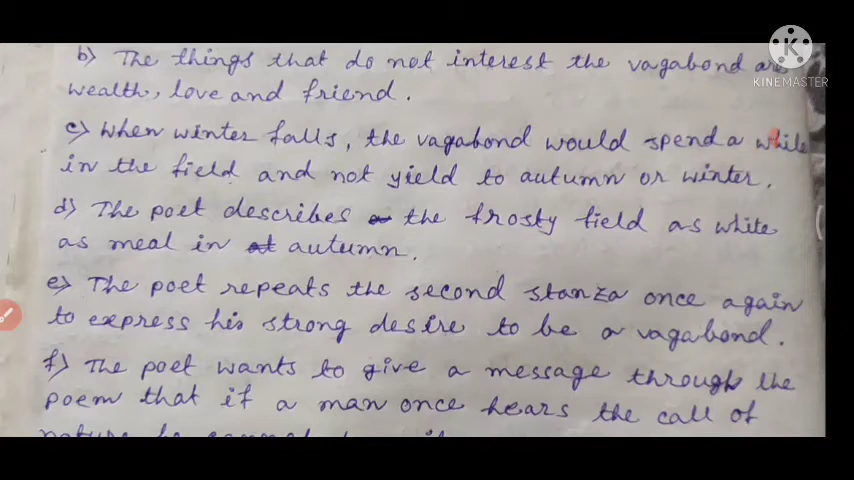 b) The things that do not interest the vagabond are
wealth, love and friend.
c) When winter falls, the vagabond would spend a while
in the field and not yield to autumn or winter.
d) The poet describes the frosty field as white
as meal in autumn.
e) The poet repeats the second stanza once again
to express his strong desire to be a vagabond.
f) The poet wants to give a message through the
poem that if a man once hears the call of
nature he cannot
K
KINEMASTER